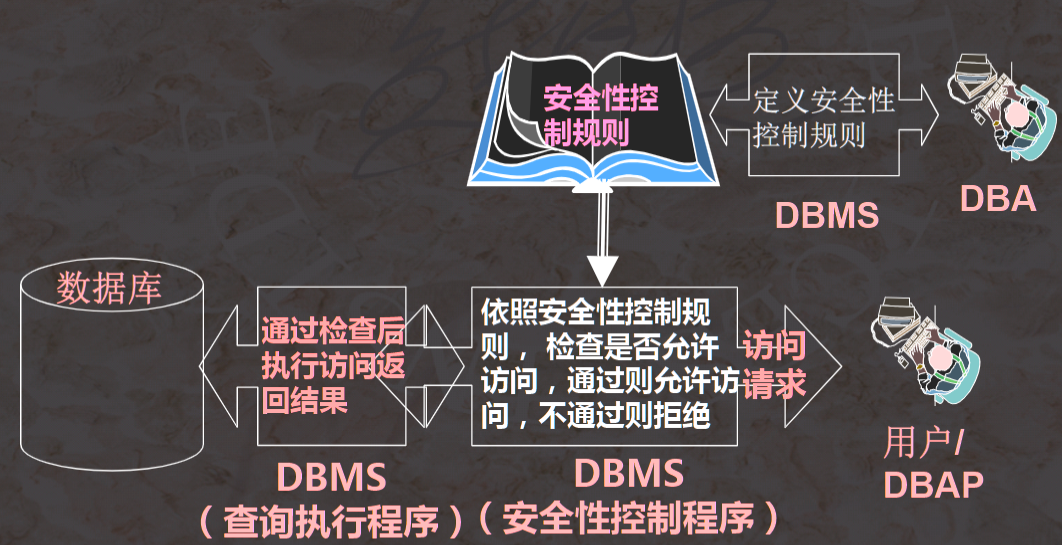 安全性控
制规则
定义安全性
控制规则
DBMS
DBA
数据库
通过检查后
执行访问返
回结果
DBMS
（查询执行程序）
依照安全性控制规
则， 检查是否允许
访问，通过则允许访
问，不通过则拒绝
DBMS
（安全性控制程序）
访问
请求
用户/
DBAP